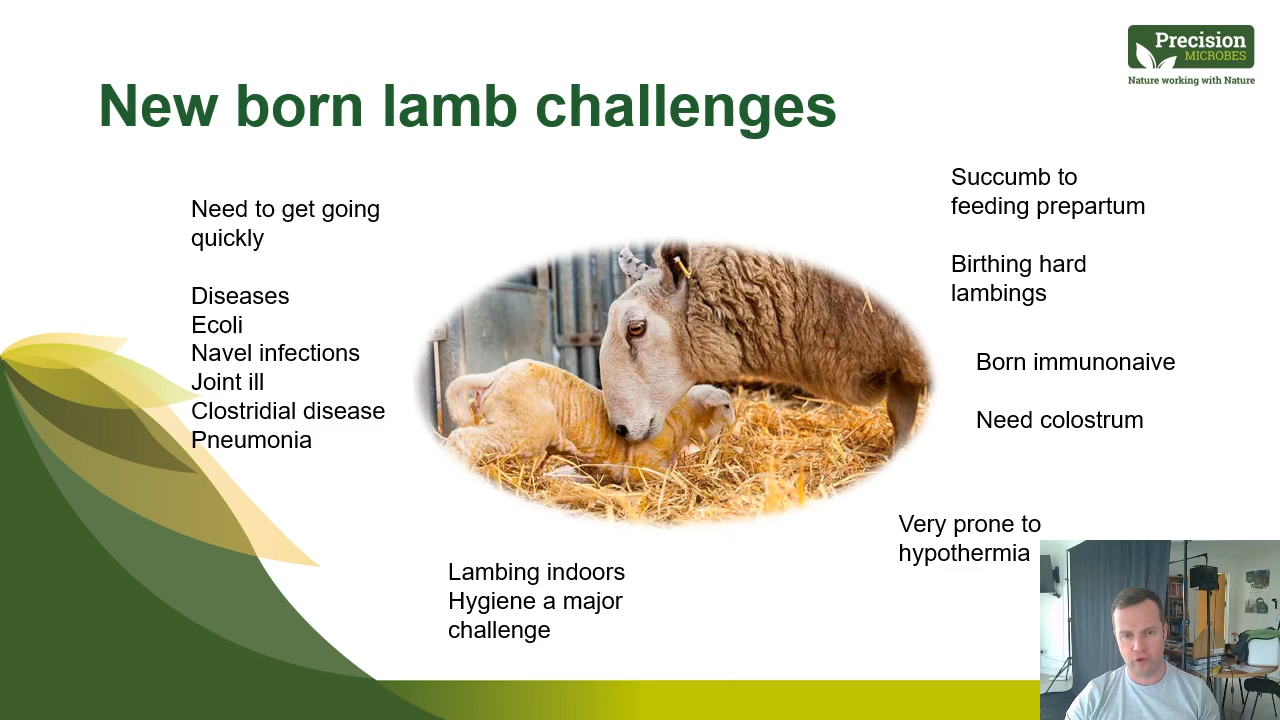 Precision
MICROBES
Nature working with Nature
New born lamb challenges
Need to get going
quickly
Diseases
Ecoli
Navel infections
Joint ill
Clostridial disease
Pneumonia
Succumb to
feeding prepartum
Birthing hard
lambings
Born immunonaive
Need colostrum
Very prone to
hypothermia
Lambing indoors
Hygiene a major
challenge